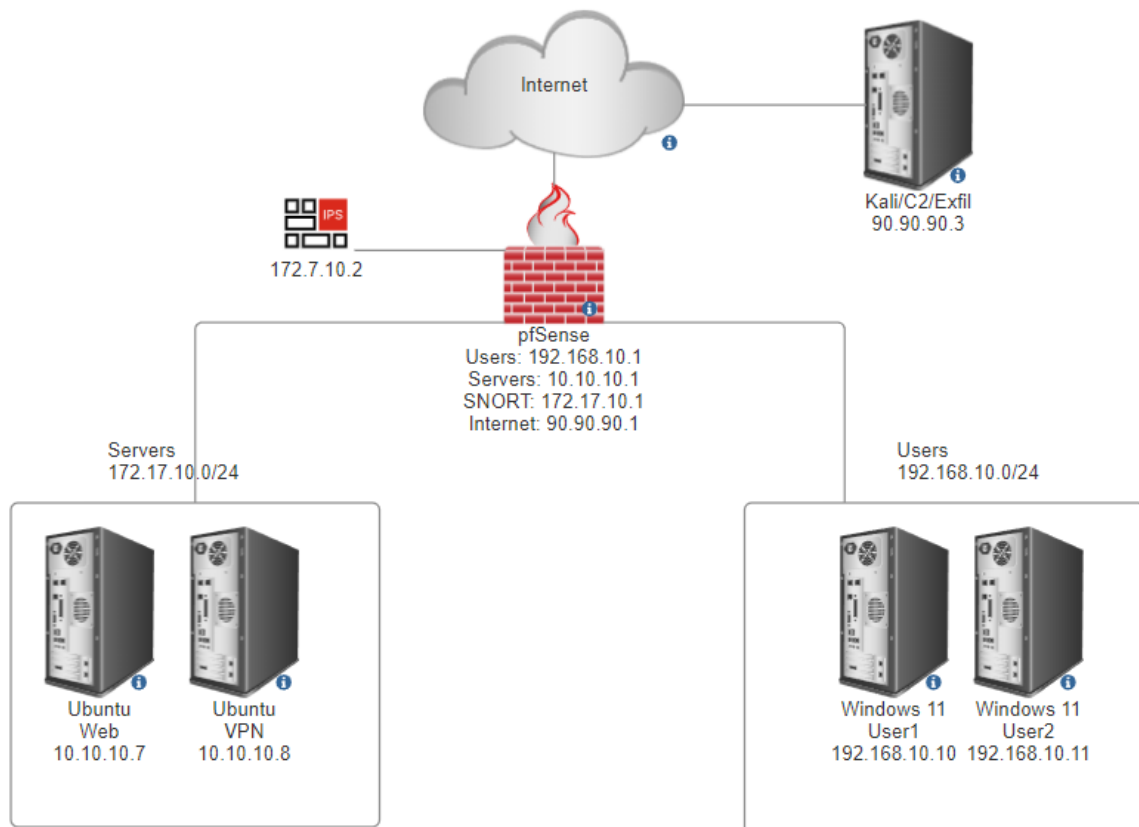 Internet
Kali/C2/Exfil
90.90.90.3
IPS
172.7.10.2
pfSense
Users: 192.168.10.1
Servers: 10.10.10.1
SNORT: 172.17.10.1
Internet: 90.90.90.1
Servers
172.17.10.0/24
Users
192.168.10.0/24
Ubuntu
Web
10.10.10.7
Ubuntu
VPN
10.10.10.8
Windows 11
User1
192.168.10.10
Windows 11
User2
192.168.10.11